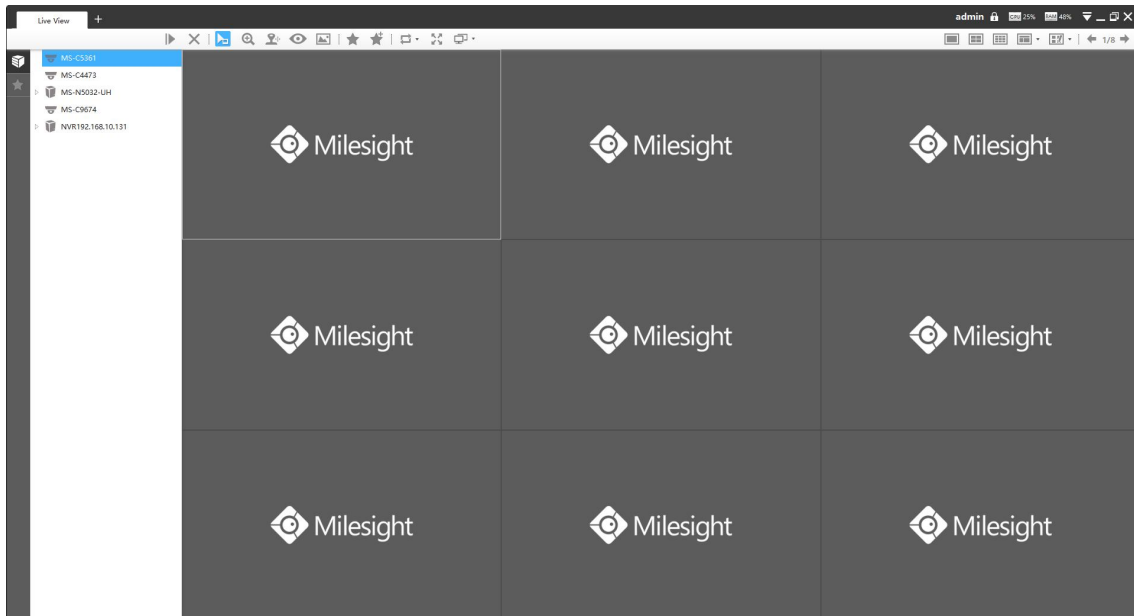 Live View + admin CPU 25% RAM 48%
1/8
MS-C5361
MS-C4473
MS-N5032-UH
MS-C9674
NVR192.168.10.131
Milesight Milesight Milesight
Milesight Milesight Milesight
Milesight Milesight Milesight